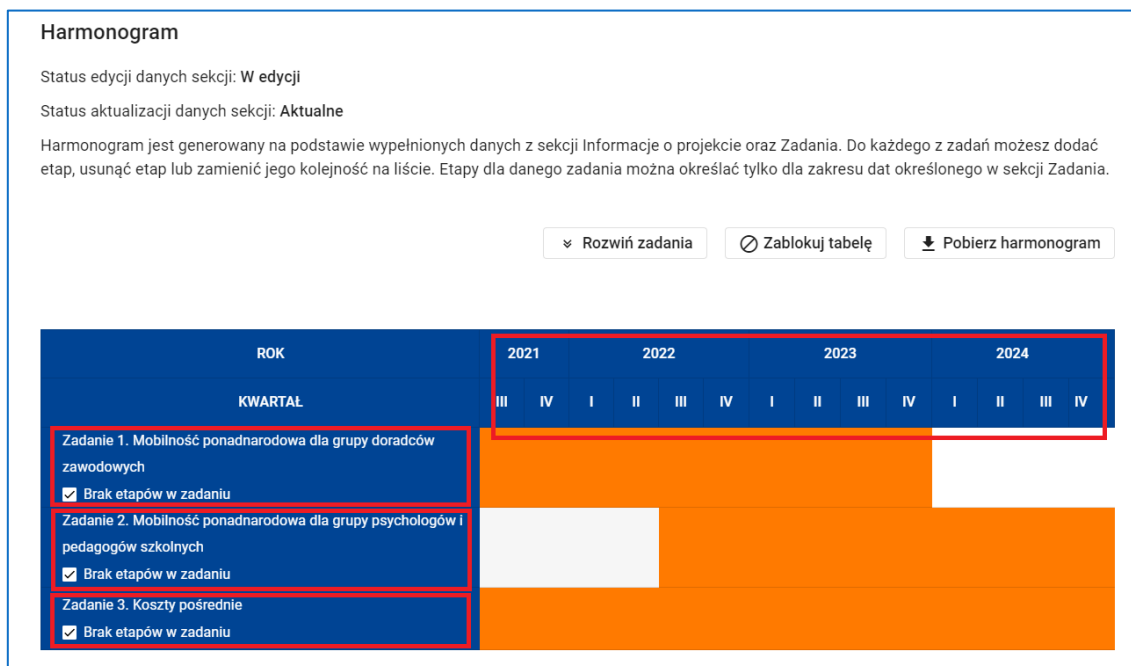 Harmonogram
Status edycji danych sekcji: W edycji
Status aktualizacji danych sekcji: Aktualne
Harmonogram jest generowany na podstawie wypełnionych danych z sekcji Informacje o projekcie oraz Zadania. Do każdego z zadań możesz dodać
etap, usunąć etap lub zamienić jego kolejność na liście. Etapy dla danego zadania można określać tylko dla zakresu dat określonego w sekcji Zadania.
Rozwiń zadania Zablokuj tabelę Pobierz harmonogram
ROK 2021 2022 2023 2024
KWARTAŁ III IV I II III IV I II III IV I II III IV
Zadanie 1. Mobilność ponadnarodowa dla grupy doradców
zawodowych
Brak etapów w zadaniu
Zadanie 2. Mobilność ponadnarodowa dla grupy psychologów i
pedagogów szkolnych
Brak etapów w zadaniu
Zadanie 3. Koszty pośrednie
Brak etapów w zadaniu